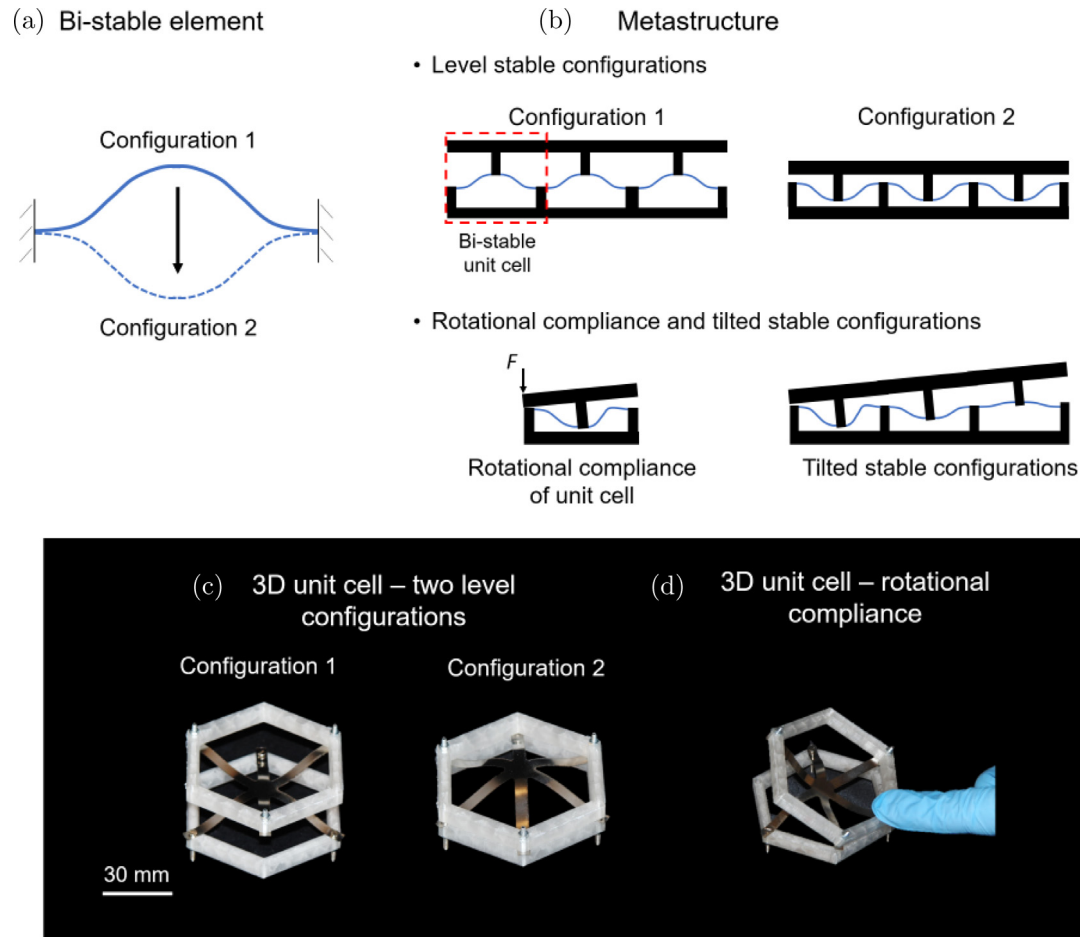 (a) Bi-stable element
(b) Metastructure
• Level stable configurations
Configuration 1
Configuration 1
Configuration 2
Bi-stable
unit cell
Configuration 2
• Rotational compliance and tilted stable configurations
F
Rotational compliance
of unit cell
Tilted stable configurations
(c) 3D unit cell – two level
configurations
Configuration 1
Configuration 2
30 mm
(d) 3D unit cell – rotational
compliance